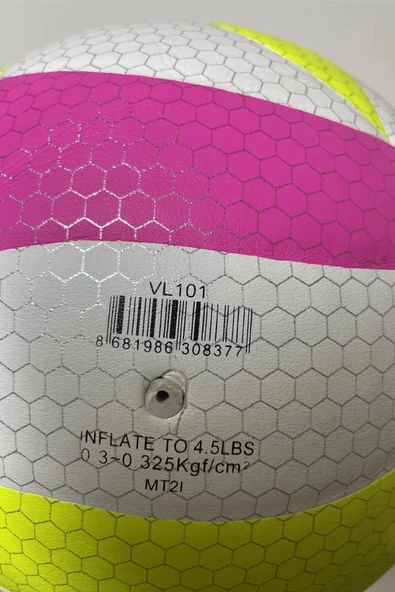 VL101
8 681986 308377
INFLATE TO 4.5LBS
0 3~0 325Kgf/cm²
MT2I